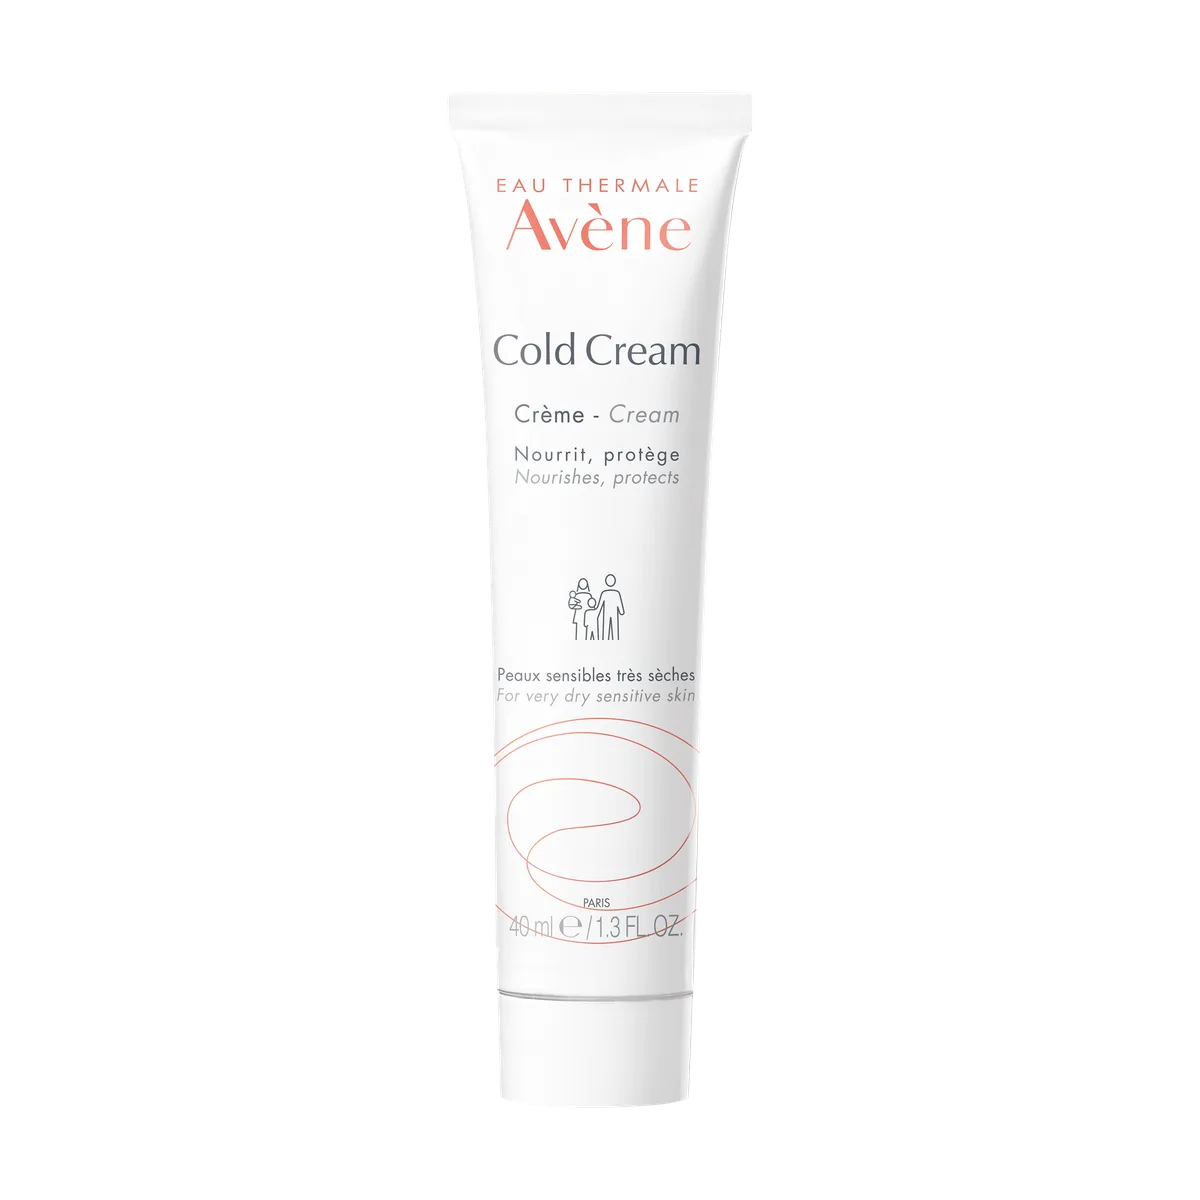 EAU THERMALE
Avène
Cold Cream
Crème - Cream
Nourrit, protège
Nourishes, protects
Peaux sensibles très sèches
For very dry sensitive skin
PARIS
40 ml ℮ / 1.3 FL. OZ.